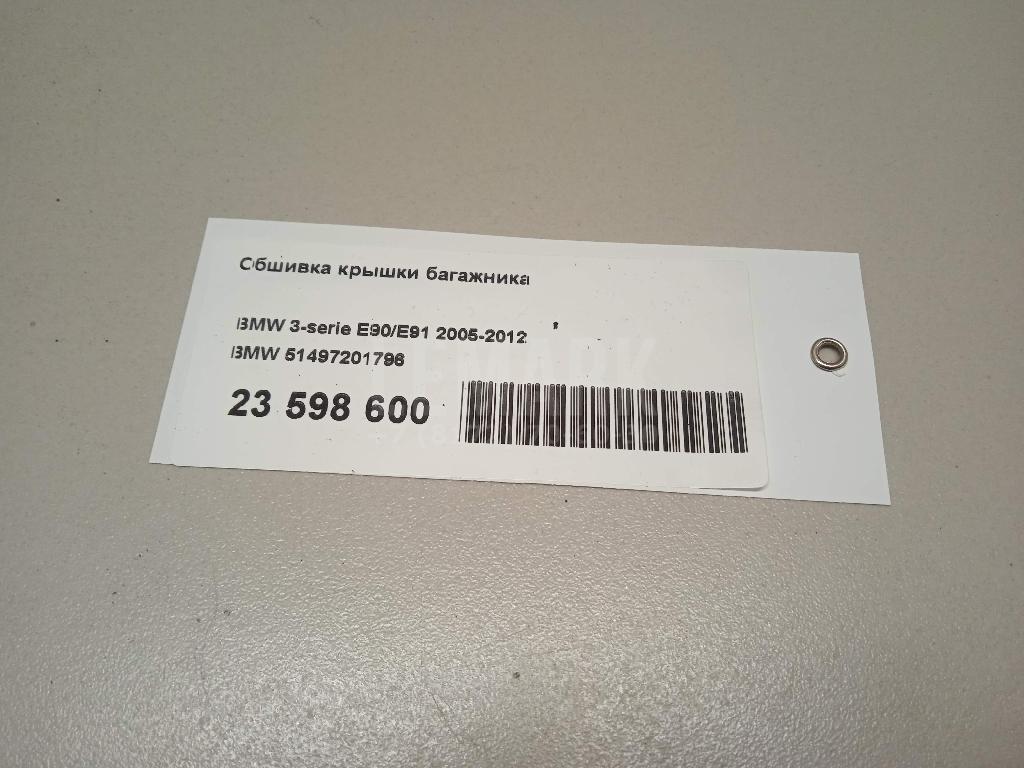 Обшивка крышки багажника
BMW 3-serie E90/E91 2005-2012
BMW 51497201796
23 598 600